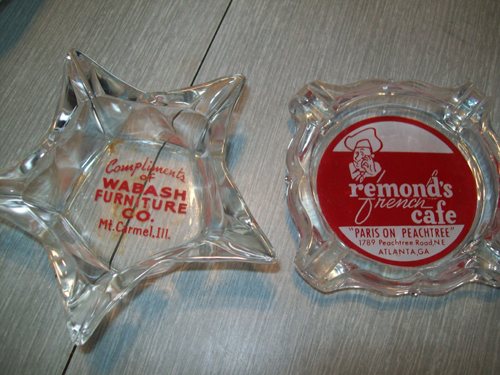 Compliments
of
WABASH
FURNITURE
CO.
Mt. Carmel. Ill.
remond's
french
cafe
"PARIS ON PEACHTREE"
1789 Peachtree Road, N.E
ATLANTA, GA